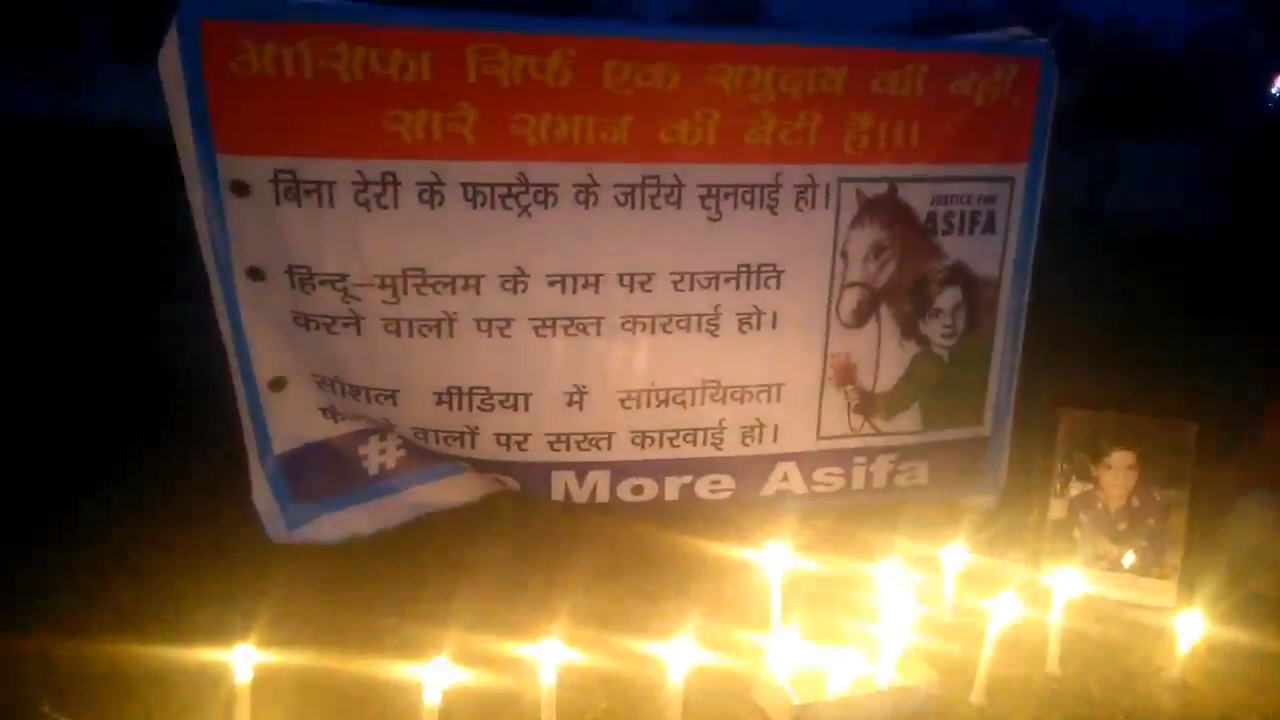 आसिफा सिर्फ एक समुदाय की नहीं,
सारे समाज की बेटी है।।।
• बिना देरी के फास्ट्रैक के जरिये सुनवाई हो।
JUSTICE FOR
ASIFA
• हिन्दू-मुस्लिम के नाम पर राजनीति
करने वालों पर सख्त कारवाई हो।
• सोशल मीडिया में सांप्रदायिकता
वालों पर सख्त कारवाई हो।
# More Asifa